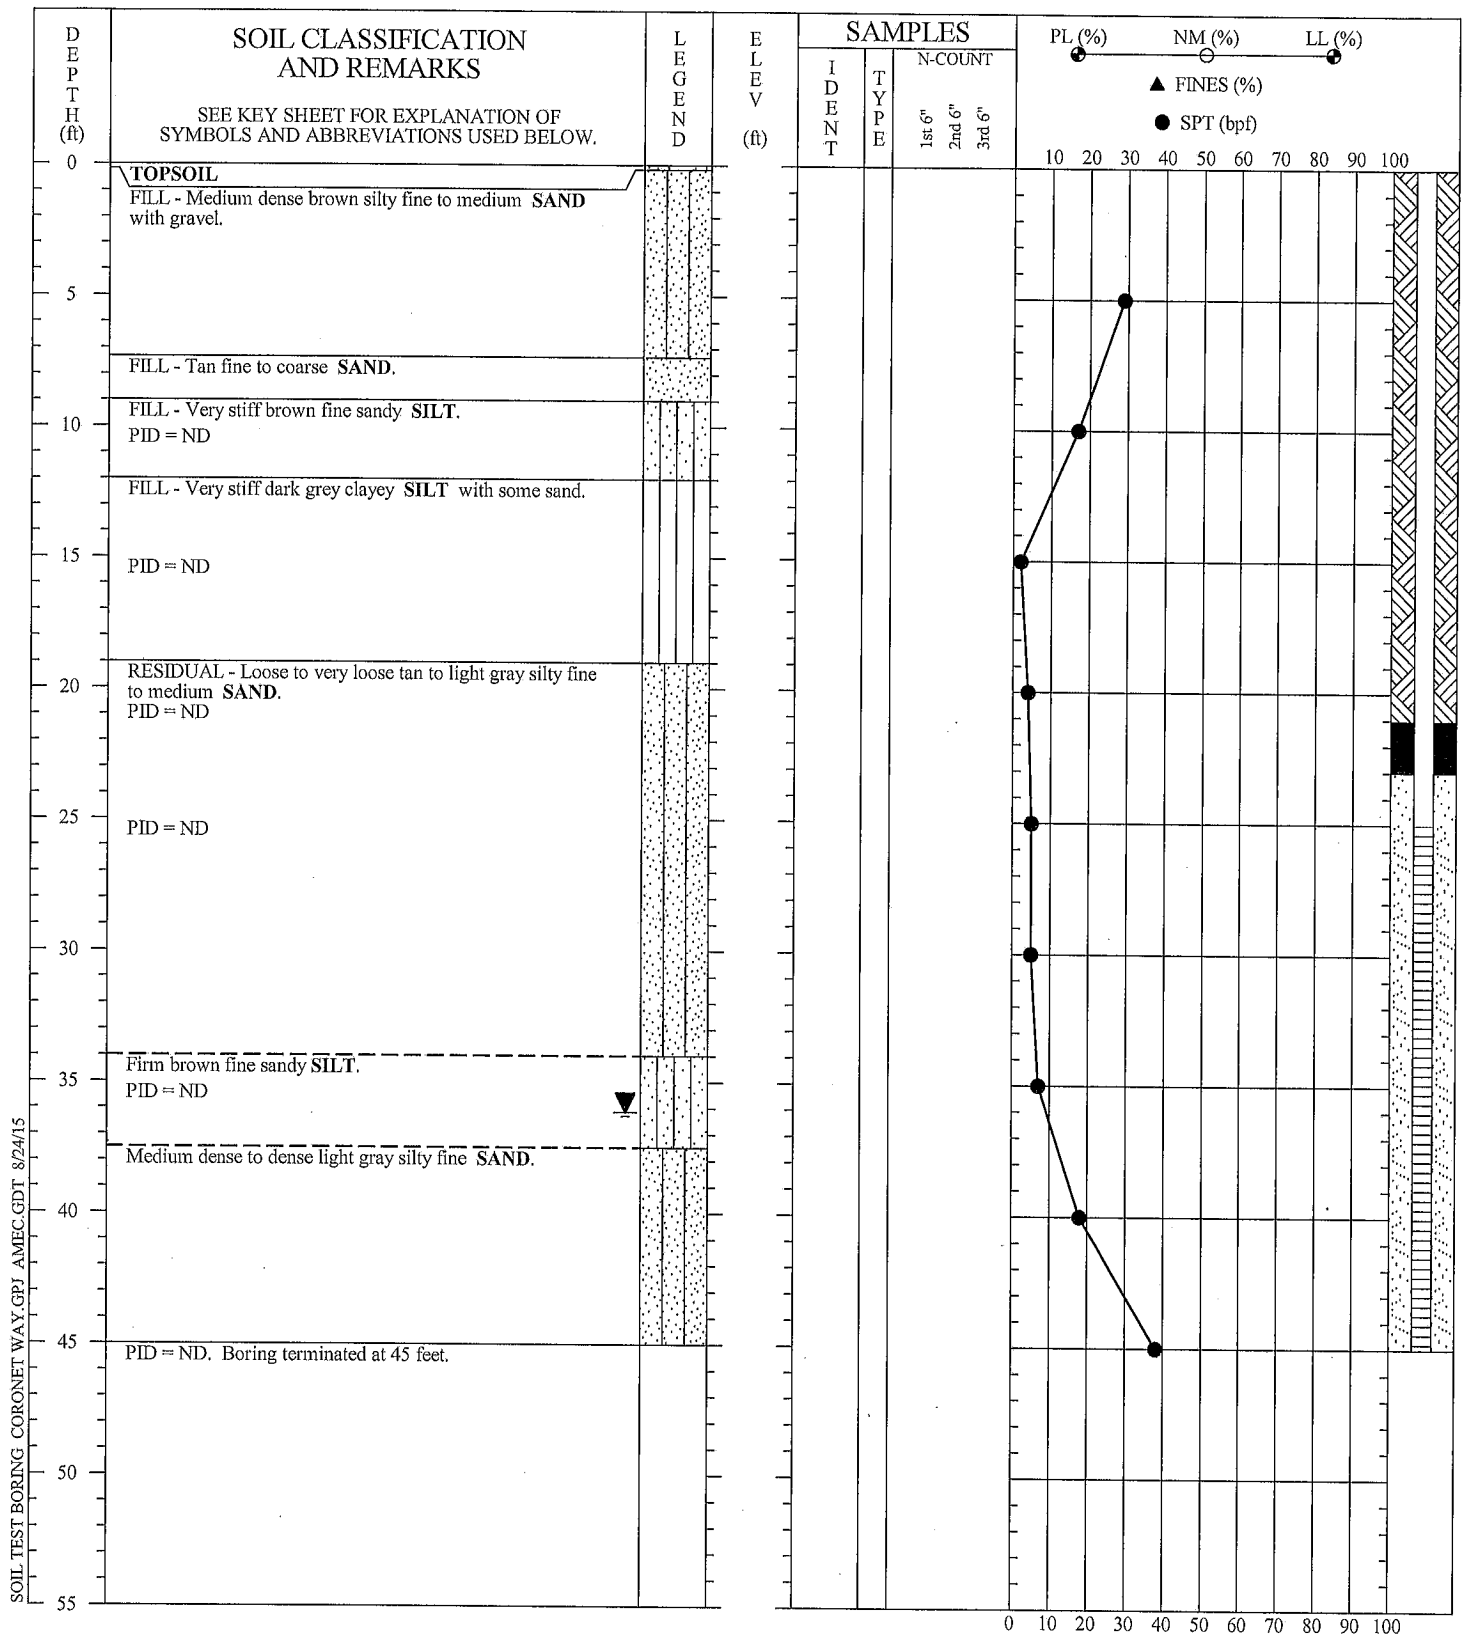 DEPTH (ft)
SOIL CLASSIFICATION
AND REMARKS
SEE KEY SHEET FOR EXPLANATION OF
SYMBOLS AND ABBREVIATIONS USED BELOW.
LEGEND
ELEV (ft)
SAMPLES
IDENT
TYPE
N-COUNT
1st 6"
2nd 6"
3rd 6"
PL (%) NM (%) LL (%)
▲ FINES (%)
● SPT (bpf)
10 20 30 40 50 60 70 80 90 100
0
TOPSOIL
FILL - Medium dense brown silty fine to medium SAND
with gravel.
5
FILL - Tan fine to coarse SAND.
FILL - Very stiff brown fine sandy SILT.
10
PID = ND
FILL - Very stiff dark grey clayey SILT with some sand.
15
PID = ND
RESIDUAL - Loose to very loose tan to light gray silty fine
20
to medium SAND.
PID = ND
25
PID = ND
30
Firm brown fine sandy SILT.
35
PID = ND
Medium dense to dense light gray silty fine SAND.
40
45
PID = ND. Boring terminated at 45 feet.
50
55
0 10 20 30 40 50 60 70 80 90 100
SOIL TEST BORING CORONET WAY.GPJ AMEC.GDT 8/24/15